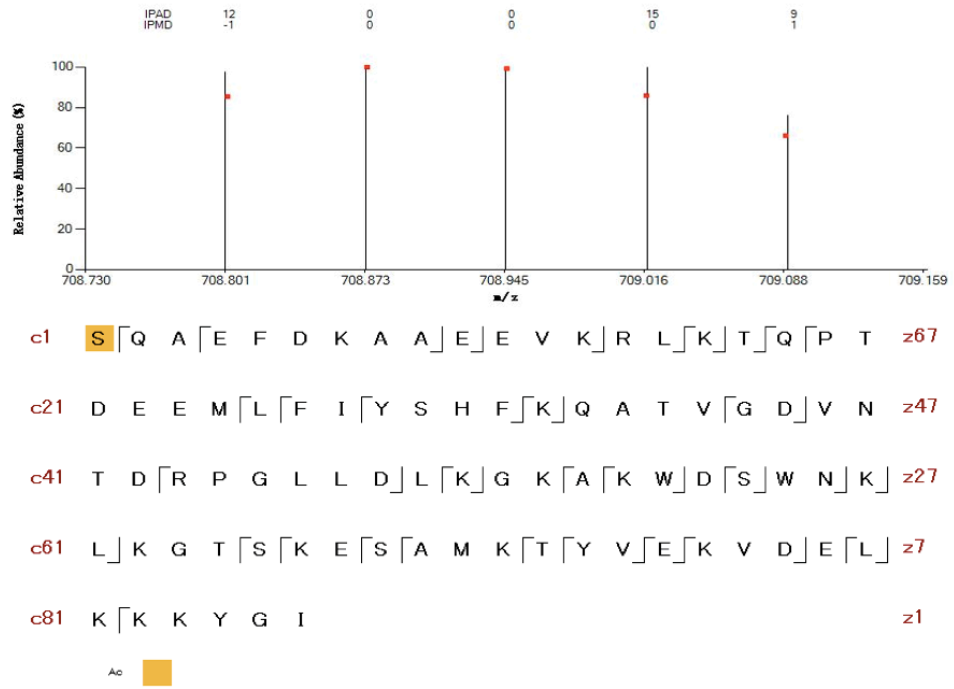 IPAD 12 0 0 15 9
IPMD -1 0 0 0 1
Relative Abundance (%)
100
80
60
40
20
0
708.730 708.801 708.873 708.945 709.016 709.088 709.159
m/z
c1 S Q A E F D K A A E E V K R L K T Q P T z67
c21 D E E M L F I Y S H F K Q A T V G D V N z47
c41 T D R P G L L D L K G K A K W D S W N K z27
c61 L K G T S K E S A M K T Y V E K V D E L z7
c81 K K K Y G I z1
Ac